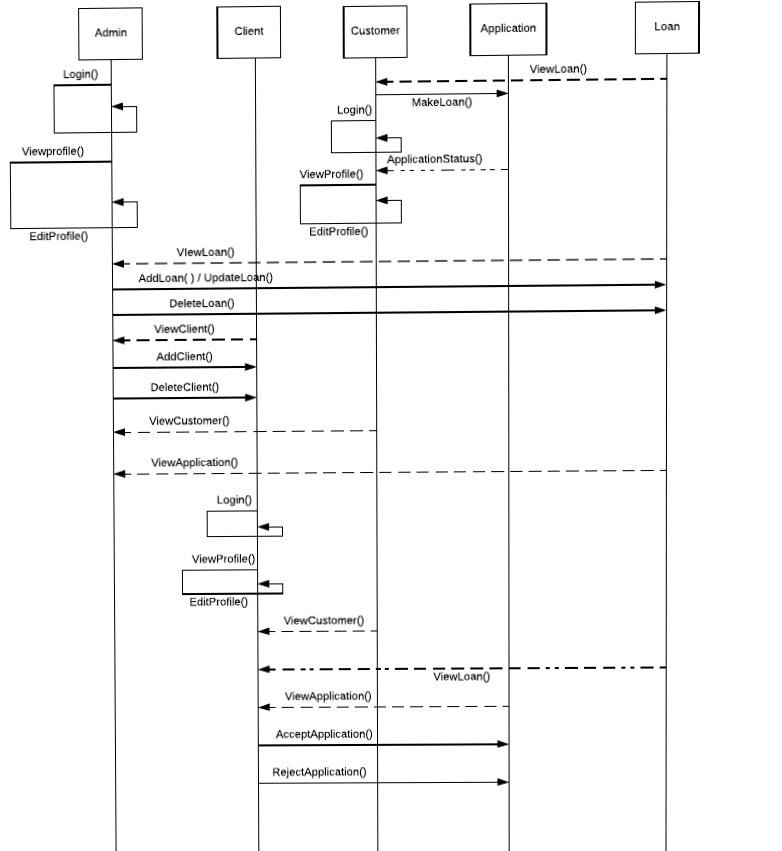 Admin
Client
Customer
Application
Loan
Login()
ViewLoan()
MakeLoan()
Login()
Viewprofile()
ApplicationStatus()
ViewProfile()
EditProfile()
EditProfile()
VIewLoan()
AddLoan( ) / UpdateLoan()
DeleteLoan()
ViewClient()
AddClient()
DeleteClient()
ViewCustomer()
ViewApplication()
Login()
ViewProfile()
EditProfile()
ViewCustomer()
ViewLoan()
ViewApplication()
AcceptApplication()
RejectApplication()